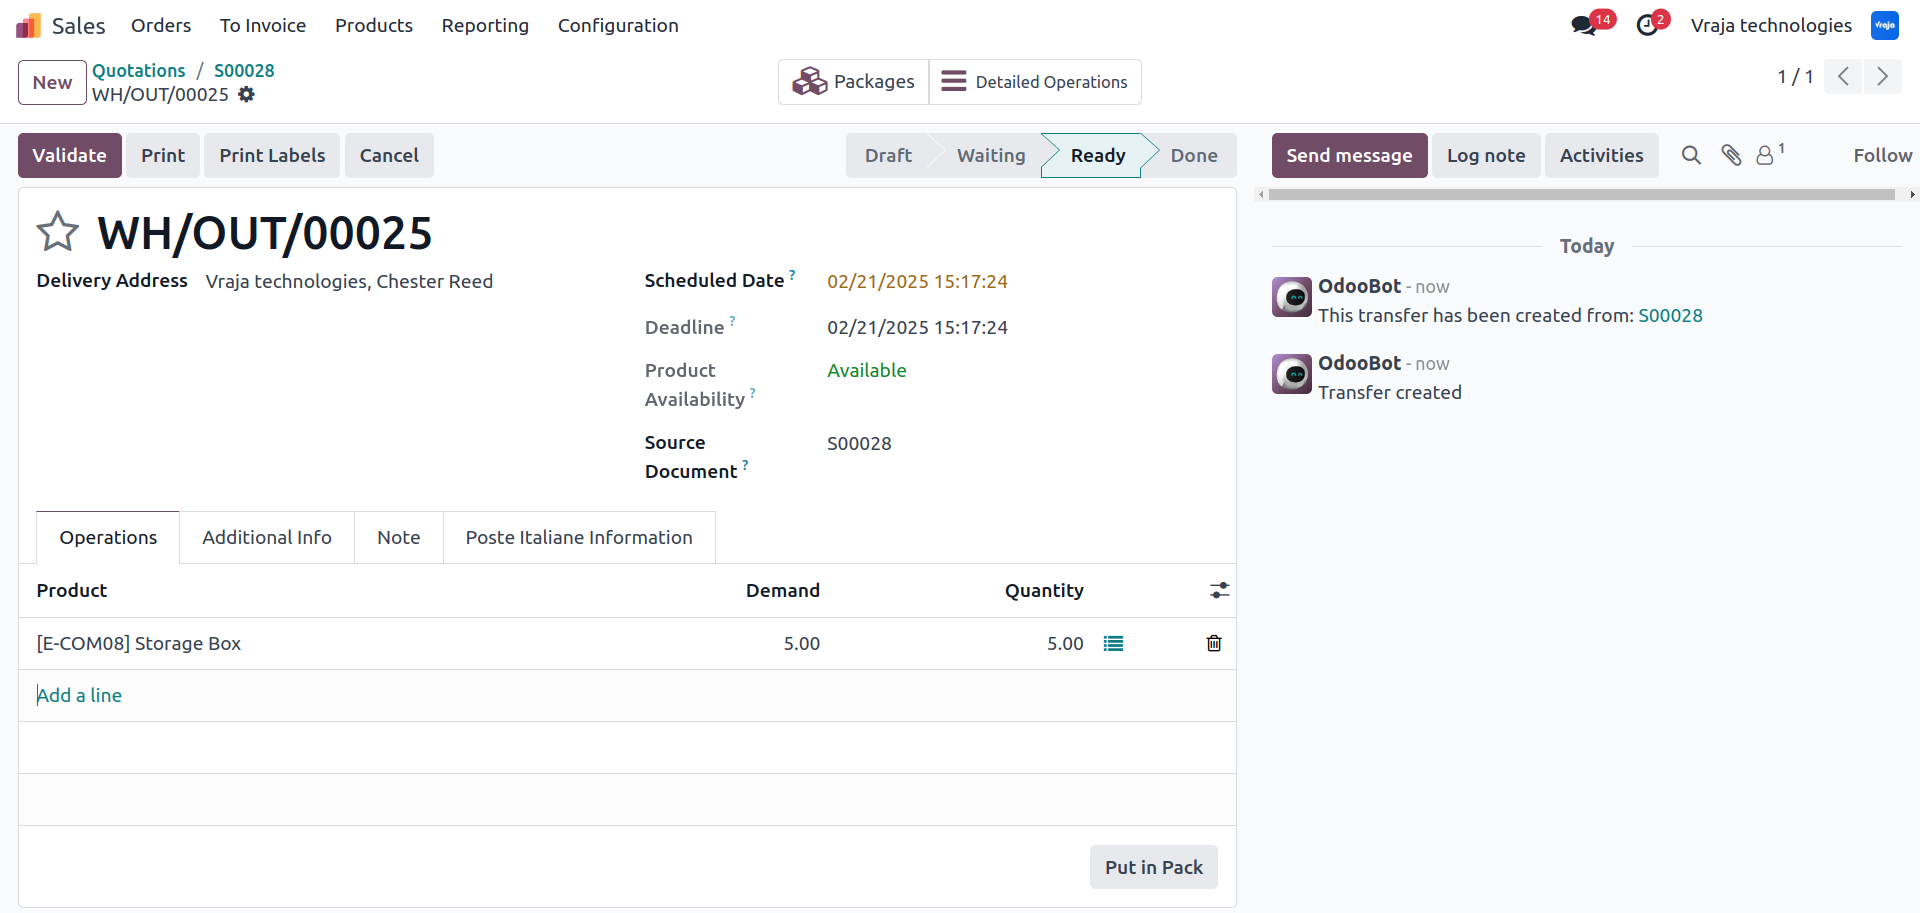 Sales Orders To Invoice Products Reporting Configuration 14 2 Vraja technologies vraja
New Quotations / S00028
WH/OUT/00025
Packages Detailed Operations 1 / 1
Validate Print Print Labels Cancel Draft Waiting Ready Done Send message Log note Activities 1 Follow
WH/OUT/00025
Delivery Address Vraja technologies, Chester Reed
Scheduled Date ? 02/21/2025 15:17:24
Deadline ? 02/21/2025 15:17:24
Product Availability ? Available
Source Document ? S00028
Operations Additional Info Note Poste Italiane Information
Product Demand Quantity
[E-COM08] Storage Box 5.00 5.00
Add a line
Put in Pack
Today
OdooBot - now
This transfer has been created from: S00028
OdooBot - now
Transfer created